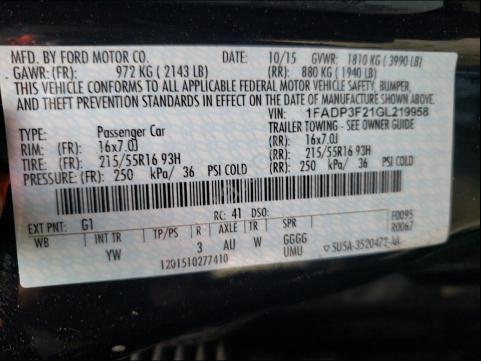 MFD. BY FORD MOTOR CO. DATE: 10/15 GVWR: 1810 KG ( 3990 LB)
GAWR: (FR): 972 KG ( 2143 LB) (RR): 880 KG ( 1940 LB)
THIS VEHICLE CONFORMS TO ALL APPLICABLE FEDERAL MOTOR VEHICLE SAFETY, BUMPER,
AND THEFT PREVENTION STANDARDS IN EFFECT ON THE DATE OF MANUFACTURE SHOWN ABOVE.
VIN: 1FADP3F21GL219958
TYPE: Passenger Car TRAILER TOWING - SEE OWNER GUIDE
RIM: (FR): 16x7.0J (RR): 16x7.0J
TIRE: (FR): 215/55R16 93H (RR): 215/55R16 93H
PRESSURE: (FR): 250 kPa/ 36 PSI COLD (RR): 250 kPa/ 36 PSI COLD
EXT PNT: G1 RC: 41 DSO: F0095
WB INT TR TP/PS R AXLE TR SPR R0067
YW 3 AU W GGGG
UMU
1201510277410 ▽ 5U5A-3520472-AA